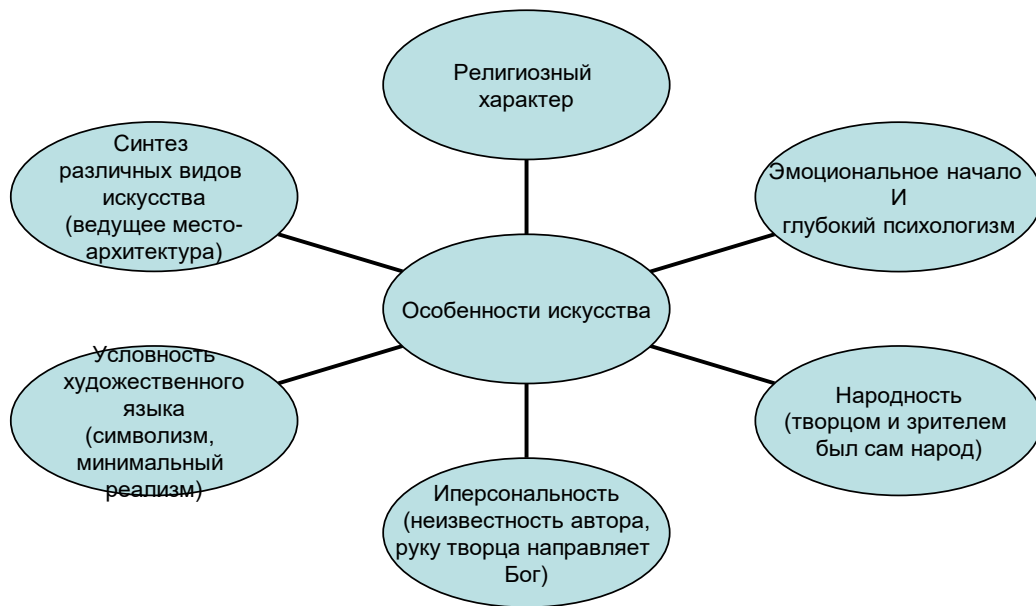 Религиозный
характер
Синтез
различных видов
искусства
(ведущее место-
архитектура)
Эмоциональное начало
И
глубокий психологизм
Особенности искусства
Условность
художественного
языка
(символизм,
минимальный
реализм)
Народность
(творцом и зрителем
был сам народ)
Иперсональность
(неизвестность автора,
руку творца направляет
Бог)